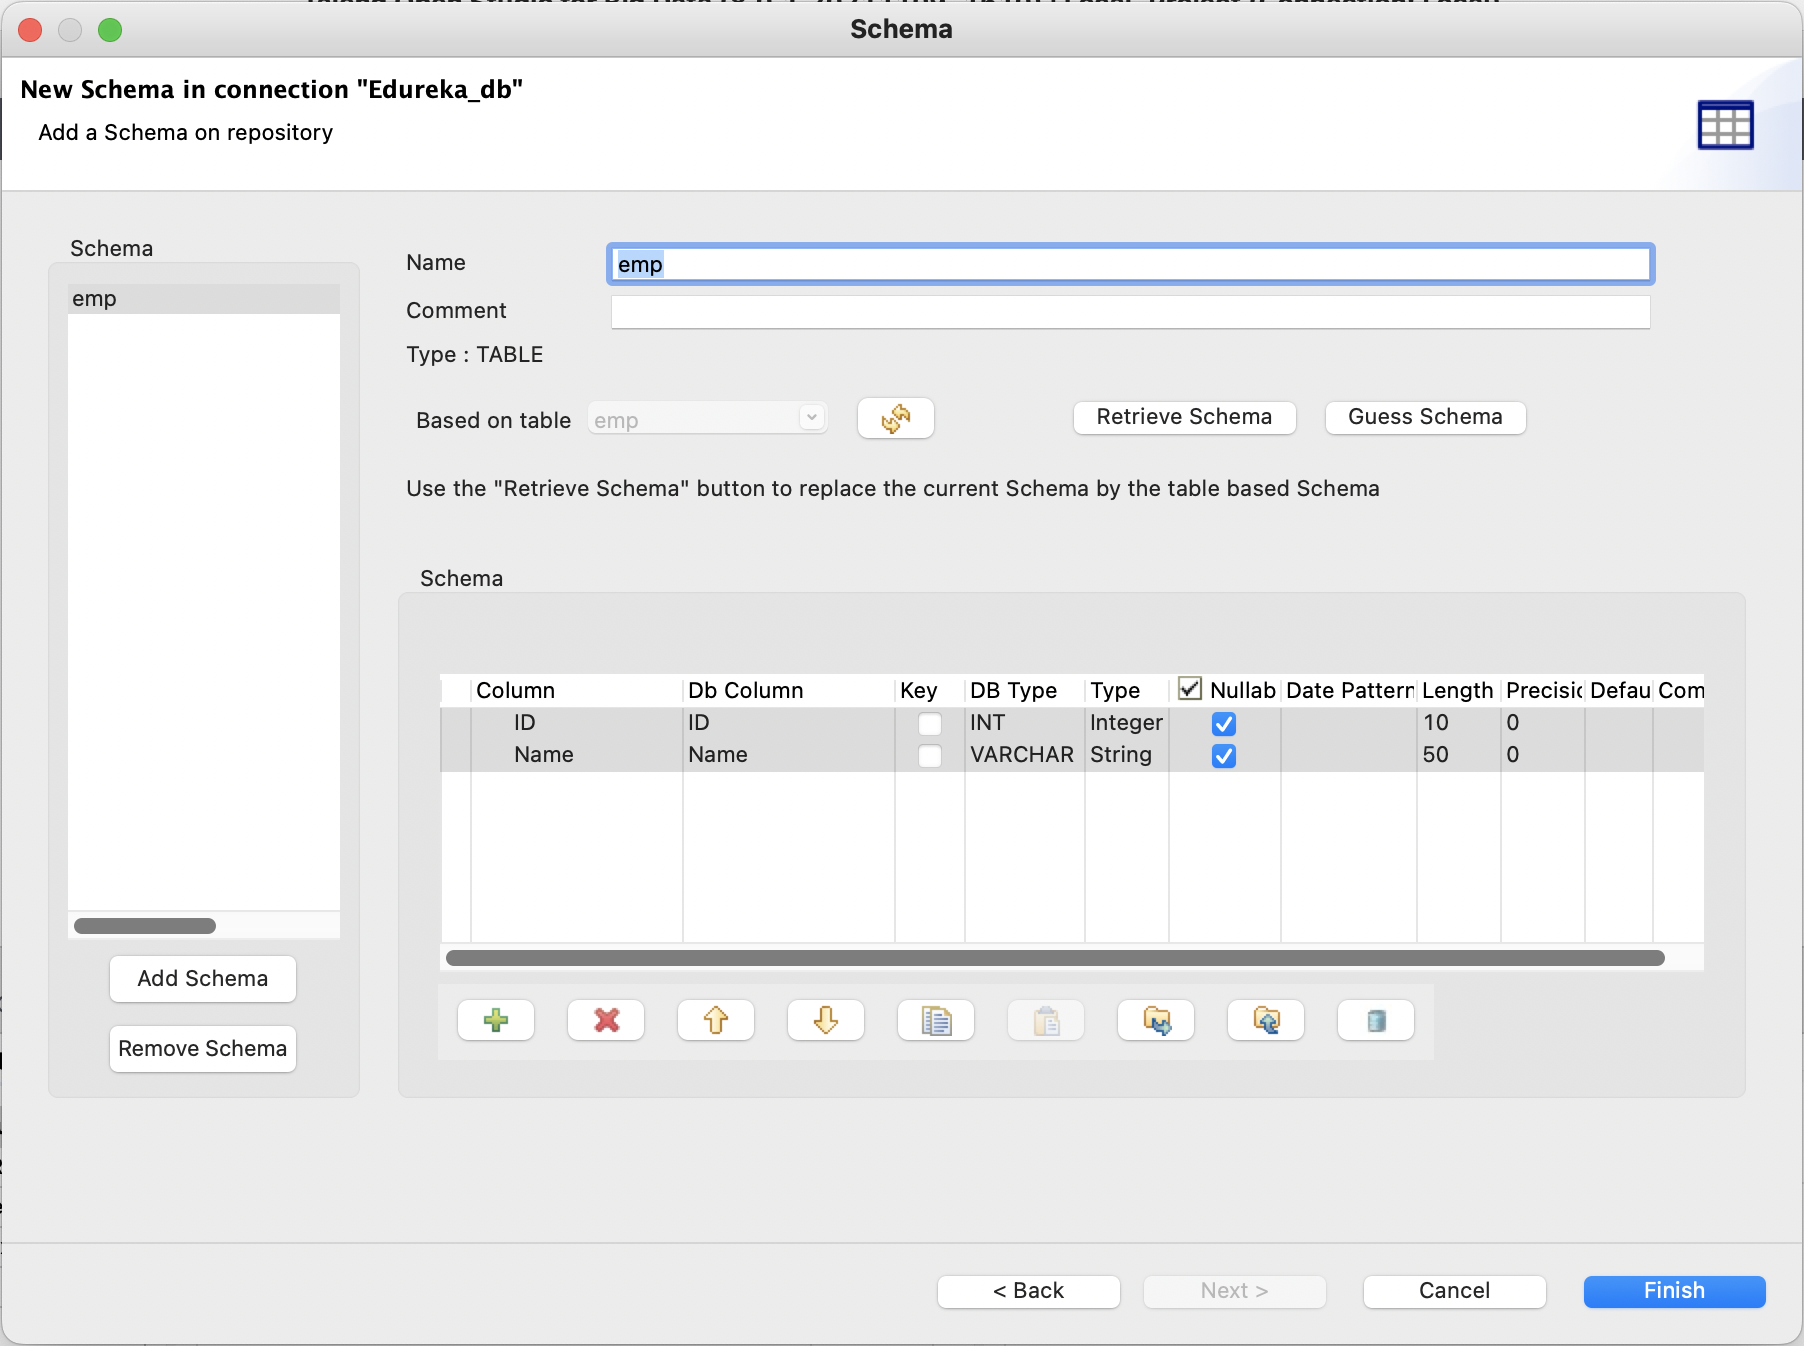 Schema
New Schema in connection "Edureka_db"
Add a Schema on repository
Schema
emp
Add Schema
Remove Schema
Name emp
Comment
Type : TABLE
Based on table emp Retrieve Schema Guess Schema
Use the "Retrieve Schema" button to replace the current Schema by the table based Schema
Schema
Column Db Column Key DB Type Type Nullab Date Pattern Length Precisic Defau Com
ID ID INT Integer 10 0
Name Name VARCHAR String 50 0
< Back Next > Cancel Finish